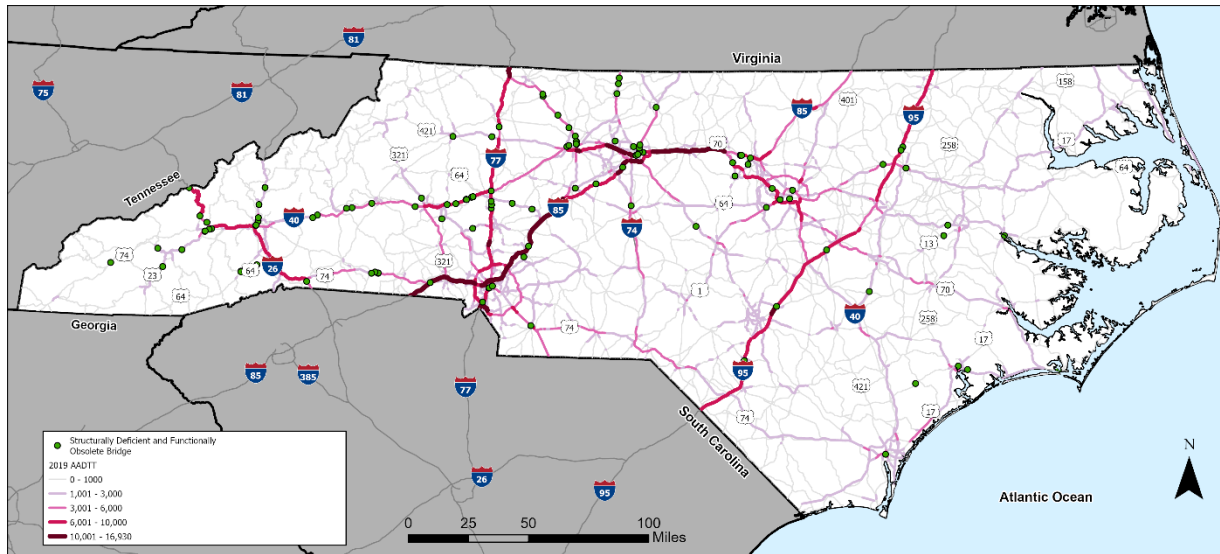 81
Virginia
75
81
158
401
85
95
421
70
17
321
77
258
64
Tennessee
64
64
85
64
40
74
13
74
321
23
26
64
74
70
64
1
40
258
Georgia
74
17
85
385
77
95
421
South Carolina
74
17
26
95
Structurally Deficient and Functionally
Obsolete Bridge
2019 AADTT
0 - 1000
1,001 - 3,000
3,001 - 6,000
6,001 - 10,000
10,001 - 16,930
0 25 50 100
Miles
N
Atlantic Ocean